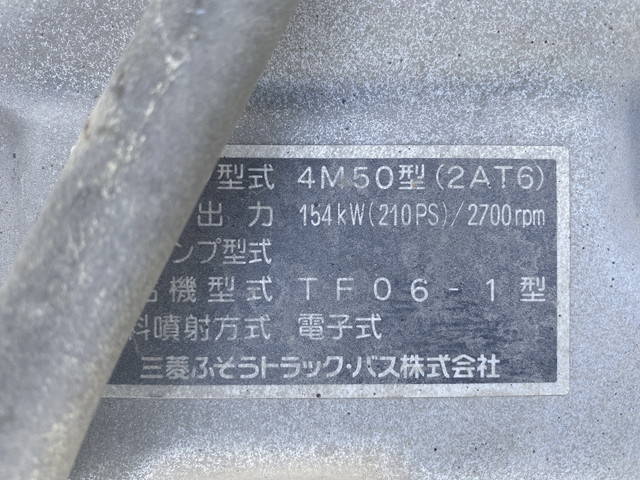 型式 4M50型(2AT6)
出力 154kW(210PS)/2700rpm
ンプ型式
機型式 TF06-1型
料噴射方式 電子式
三菱ふそうトラック・バス株式会社